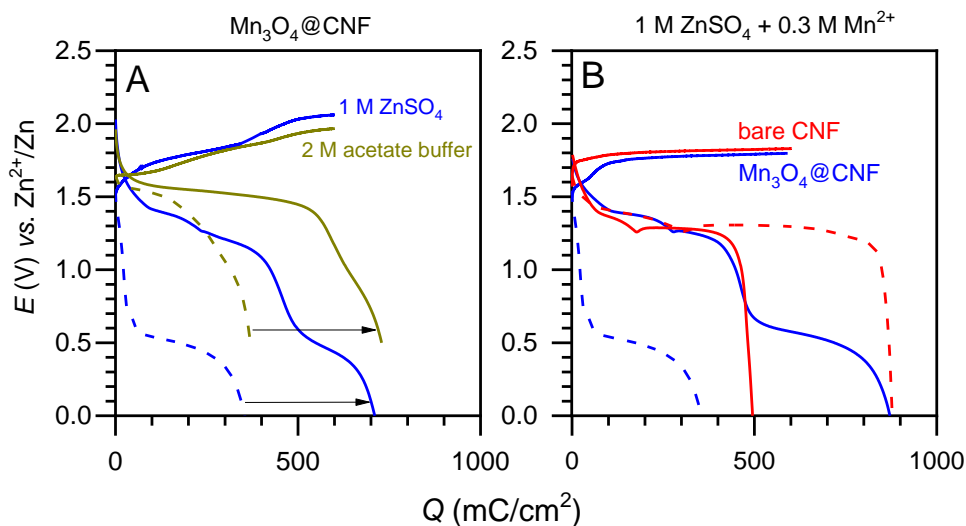 Mn₃O₄@CNF
1 M ZnSO₄ + 0.3 M Mn²⁺
2.5
2.0
1.5
1.0
0.5
0.0
E (V) vs. Zn²⁺/Zn
A
1 M ZnSO₄
2 M acetate buffer
0
500
1000
2.5
2.0
1.5
1.0
0.5
0.0
B
bare CNF
Mn₃O₄@CNF
0
500
1000
Q (mC/cm²)